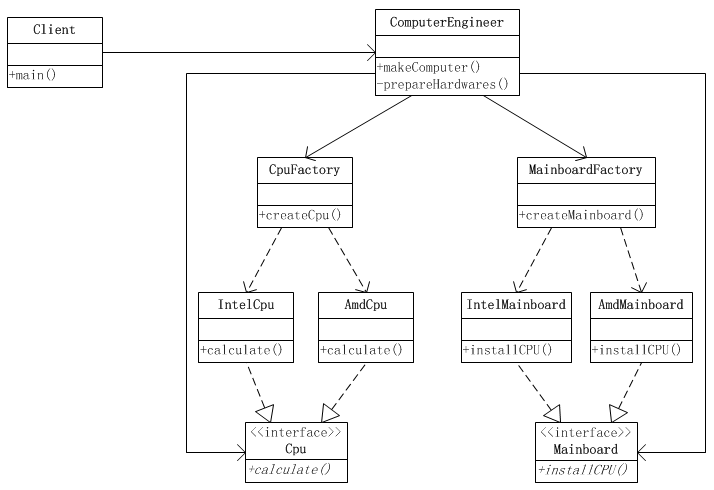 Client
+main()
ComputerEngineer
+makeComputer()
-prepareHardwares()
CpuFactory
+createCpu()
MainboardFactory
+createMainboard()
IntelCpu
+calculate()
AmdCpu
+calculate()
IntelMainboard
+installCPU()
AmdMainboard
+installCPU()
<<interface>>
Cpu
+calculate()
<<interface>>
Mainboard
+installCPU()